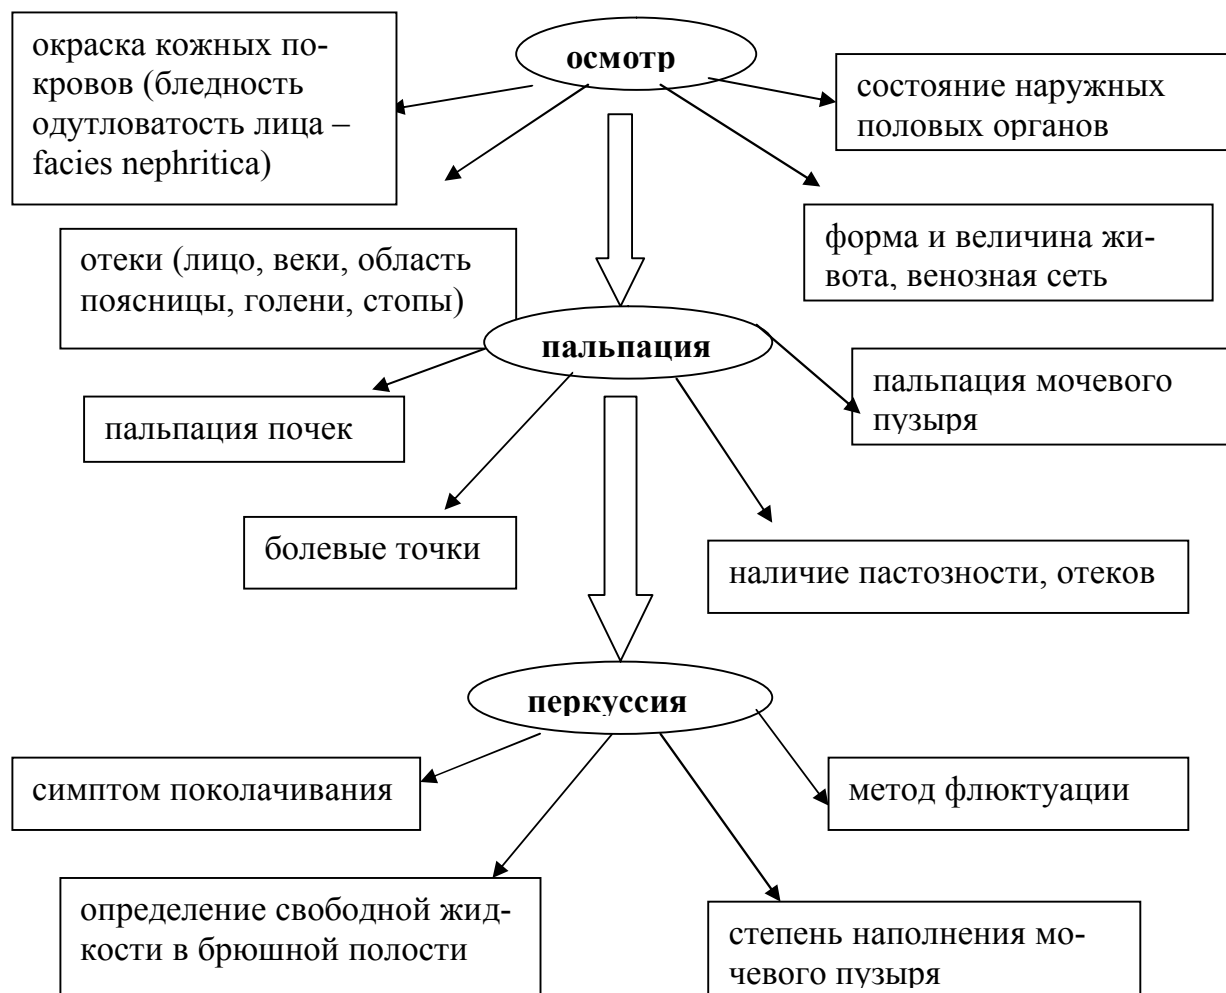 осмотр
окраска кожных по-
кровов (бледность
одутловатость лица –
facies nephritica)
состояние наружных
половых органов
отеки (лицо, веки, область
поясницы, голени, стопы)
форма и величина жи-
вота, венозная сеть
пальпация
пальпация почек
пальпация мочевого
пузыря
болевые точки
наличие пастозности, отеков
перкуссия
симптом поколачивания
метод флюктуации
определение свободной жид-
кости в брюшной полости
степень наполнения мо-
чевого пузыря